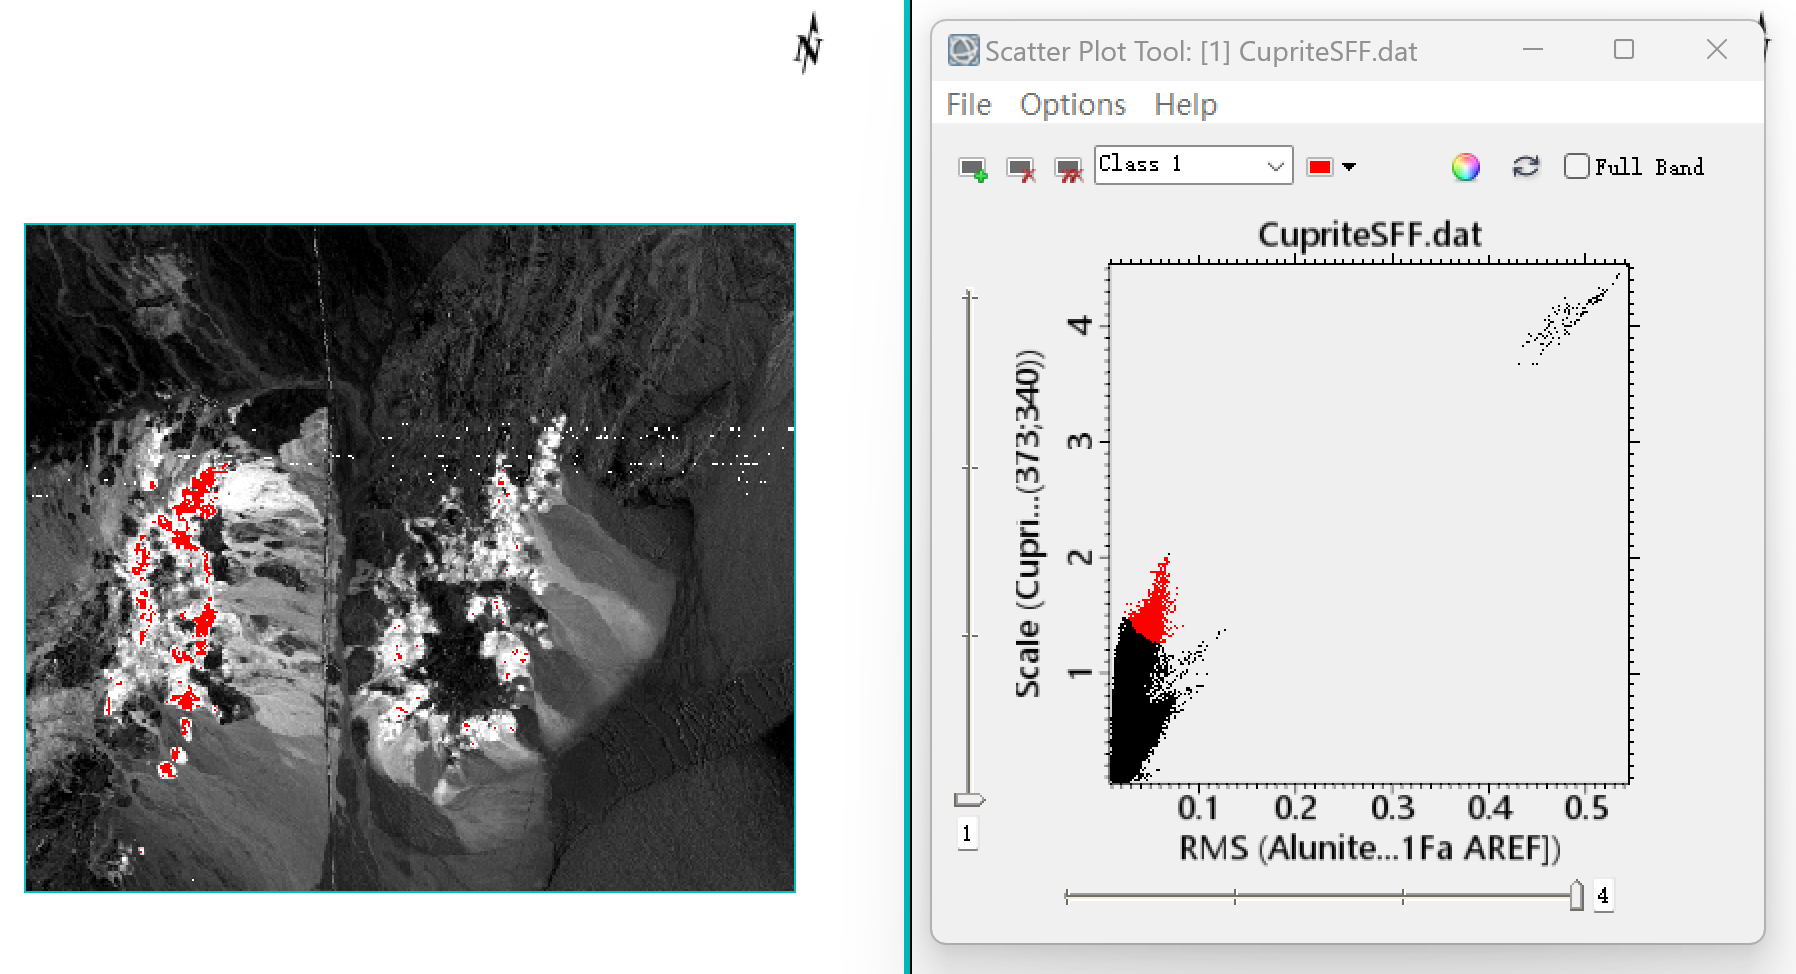 N
Scatter Plot Tool: [1] CupriteSFF.dat
File Options Help
Class 1
Full Band
CupriteSFF.dat
4
3
2
1
Scale (Cupri...(373;340))
0.1 0.2 0.3 0.4 0.5
RMS (Alunite...1Fa AREF])
1
4